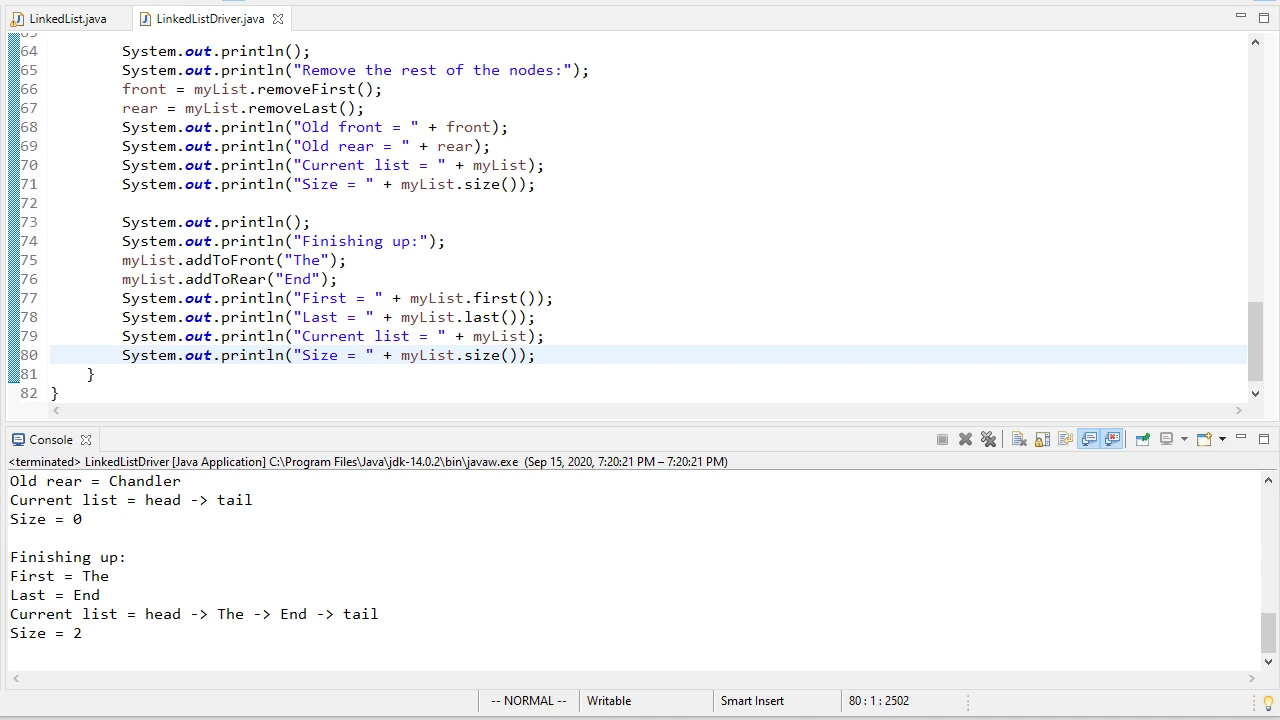 LinkedList.java
LinkedListDriver.java
64 System.out.println();
65 System.out.println("Remove the rest of the nodes:");
66 front = myList.removeFirst();
67 rear = myList.removeLast();
68 System.out.println("Old front = " + front);
69 System.out.println("Old rear = " + rear);
70 System.out.println("Current list = " + myList);
71 System.out.println("Size = " + myList.size());
72
73 System.out.println();
74 System.out.println("Finishing up:");
75 myList.addToFront("The");
76 myList.addToRear("End");
77 System.out.println("First = " + myList.first());
78 System.out.println("Last = " + myList.last());
79 System.out.println("Current list = " + myList);
80 System.out.println("Size = " + myList.size());
81 }
82 }
Console
<terminated> LinkedListDriver [Java Application] C:\Program Files\Java\jdk-14.0.2\bin\javaw.exe (Sep 15, 2020, 7:20:21 PM – 7:20:21 PM)
Old rear = Chandler
Current list = head -> tail
Size = 0
Finishing up:
First = The
Last = End
Current list = head -> The -> End -> tail
Size = 2
-- NORMAL -- Writable Smart Insert 80 : 1 : 2502